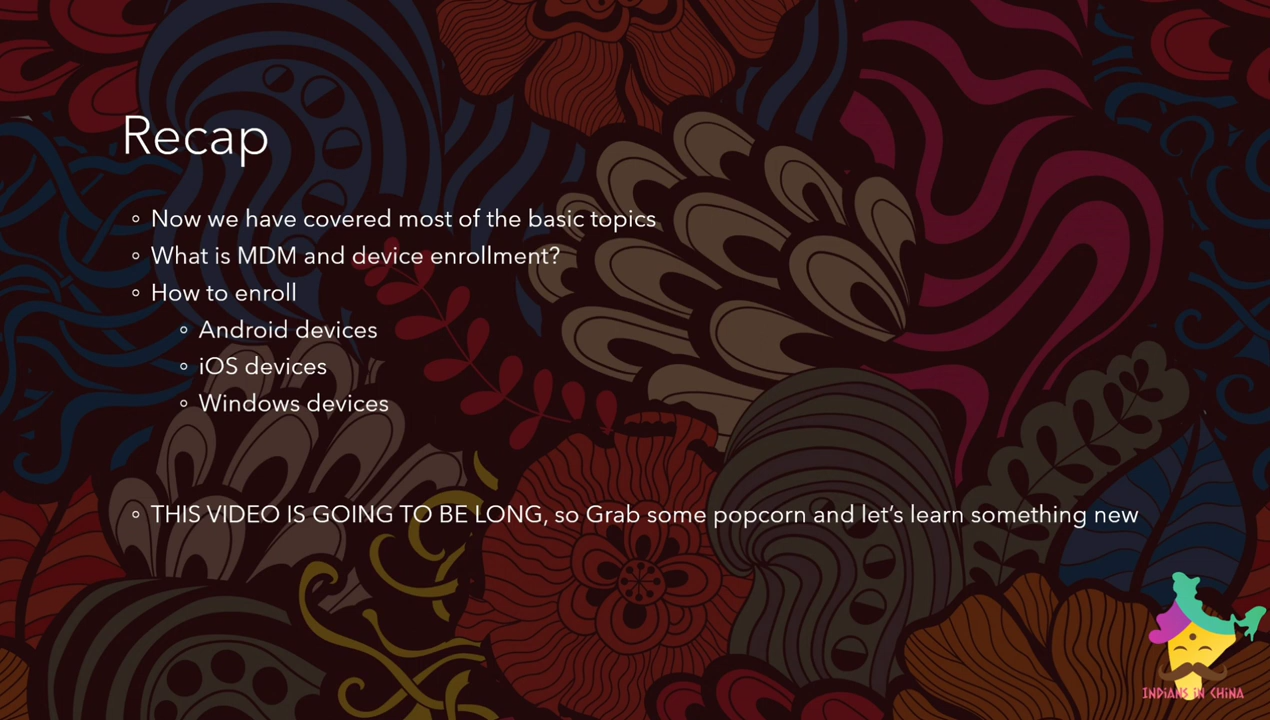 Recap
◦ Now we have covered most of the basic topics
◦ What is MDM and device enrollment?
◦ How to enroll
◦ Android devices
◦ iOS devices
◦ Windows devices
◦ THIS VIDEO IS GOING TO BE LONG, so Grab some popcorn and let’s learn something new
INDIANS IN CHINA